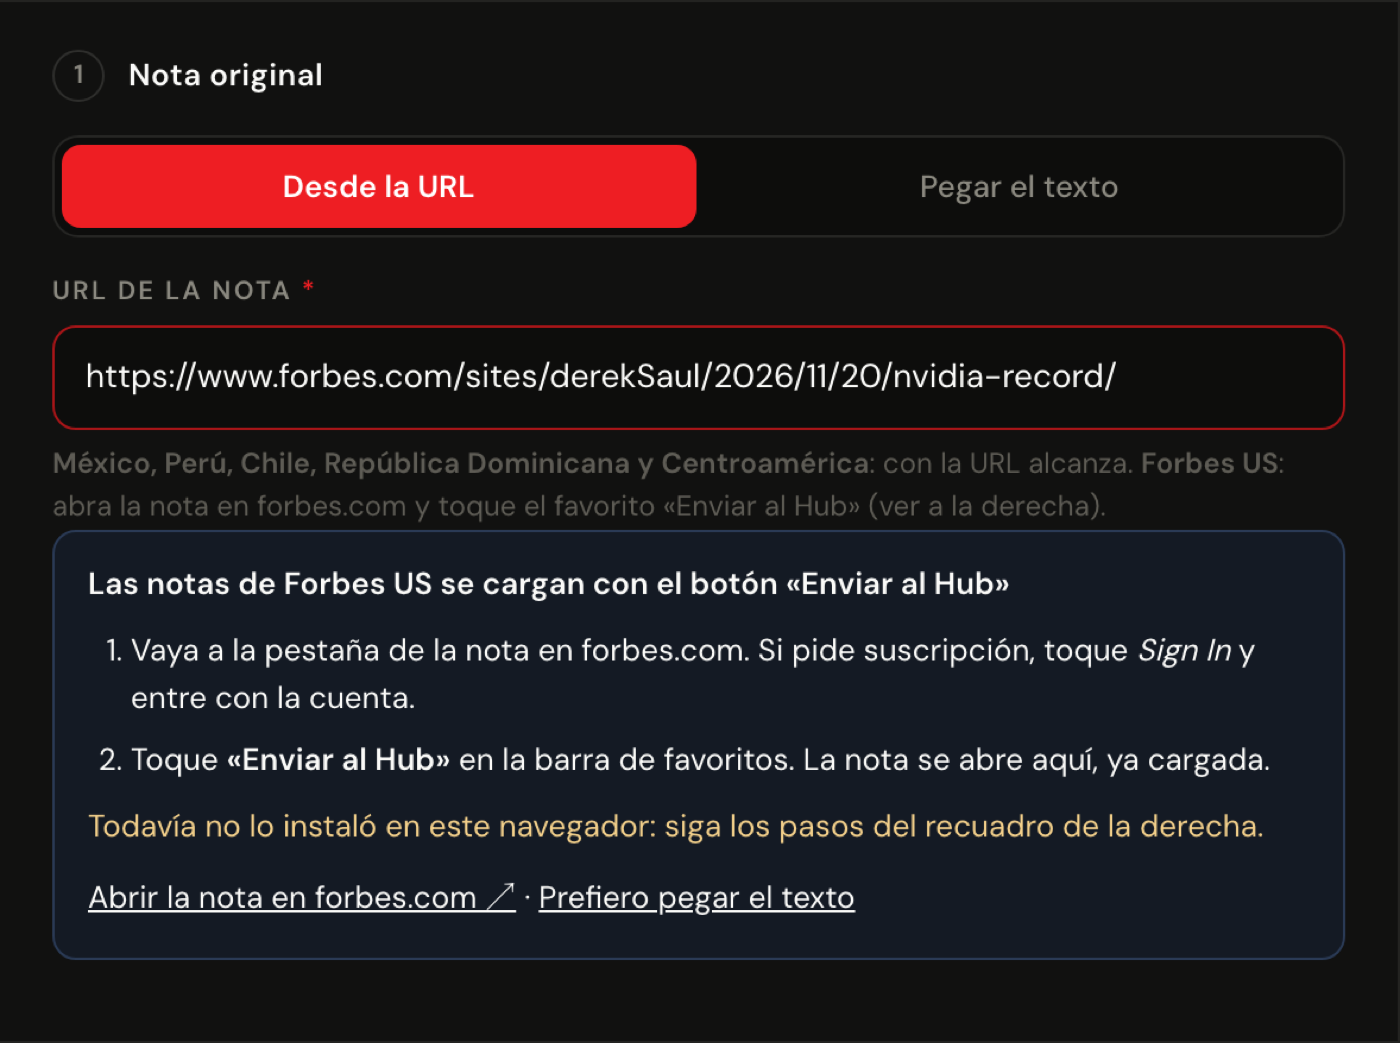 1 Nota original
Desde la URL
Pegar el texto
URL DE LA NOTA *
https://www.forbes.com/sites/derekSaul/2026/11/20/nvidia-record/
México, Perú, Chile, República Dominicana y Centroamérica: con la URL alcanza. Forbes US:
abra la nota en forbes.com y toque el favorito «Enviar al Hub» (ver a la derecha).
Las notas de Forbes US se cargan con el botón «Enviar al Hub»
1. Vaya a la pestaña de la nota en forbes.com. Si pide suscripción, toque Sign In y
entre con la cuenta.
2. Toque «Enviar al Hub» en la barra de favoritos. La nota se abre aquí, ya cargada.
Todavía no lo instaló en este navegador: siga los pasos del recuadro de la derecha.
Abrir la nota en forbes.com ↗ · Prefiero pegar el texto